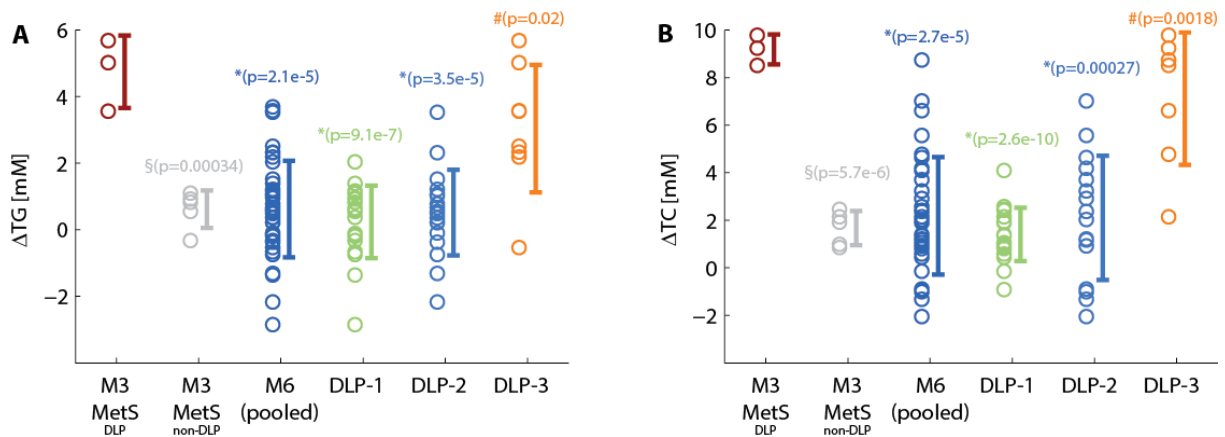 A
#(p=0.02)
6
*(p=2.1e-5)
*(p=3.5e-5)
4
*(p=9.1e-7)
2
§(p=0.00034)
0
−2
ΔTG [mM]
M3 M3 M6 DLP-1 DLP-2 DLP-3
MetS MetS (pooled)
DLP non-DLP
B
#(p=0.0018)
10
*(p=2.7e-5)
*(p=0.00027)
8
6
*(p=2.6e-10)
4
§(p=5.7e-6)
2
0
−2
ΔTC [mM]
M3 M3 M6 DLP-1 DLP-2 DLP-3
MetS MetS (pooled)
DLP non-DLP